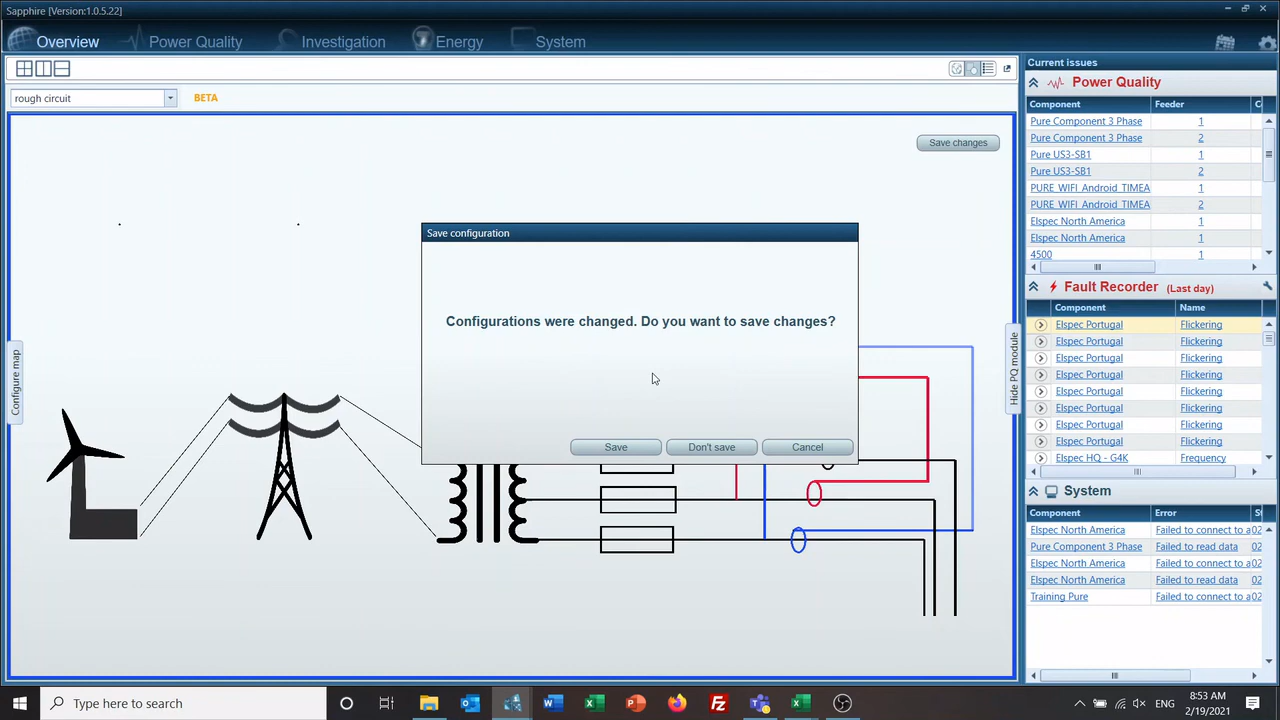 Sapphire [Version:1.0.5.22]
Overview
Power Quality
Investigation
Energy
System
rough circuit
BETA
Save changes
Configure map
Hide PQ module
Save configuration
Configurations were changed. Do you want to save changes?
Save
Don't save
Cancel
Current issues
Power Quality
Component Feeder
Pure Component 3 Phase 1
Pure Component 3 Phase 2
Pure US3-SB1 1
Pure US3-SB1 2
PURE_WIFI_Android_TIMEA 1
PURE_WIFI_Android_TIMEA 2
Elspec North America 1
Elspec North America 1
4500 1
Fault Recorder (Last day)
Component Name
Elspec Portugal Flickering
Elspec Portugal Flickering
Elspec Portugal Flickering
Elspec Portugal Flickering
Elspec Portugal Flickering
Elspec Portugal Flickering
Elspec Portugal Flickering
Elspec Portugal Flickering
Elspec HQ - G4K Frequency
System
Component Error
Elspec North America Failed to connect to a 02
Pure Component 3 Phase Failed to read data 02
Elspec North America Failed to connect to a 02
Elspec North America Failed to read data 02
Training Pure Failed to connect to a 02
Type here to search
ENG
8:53 AM
2/19/2021